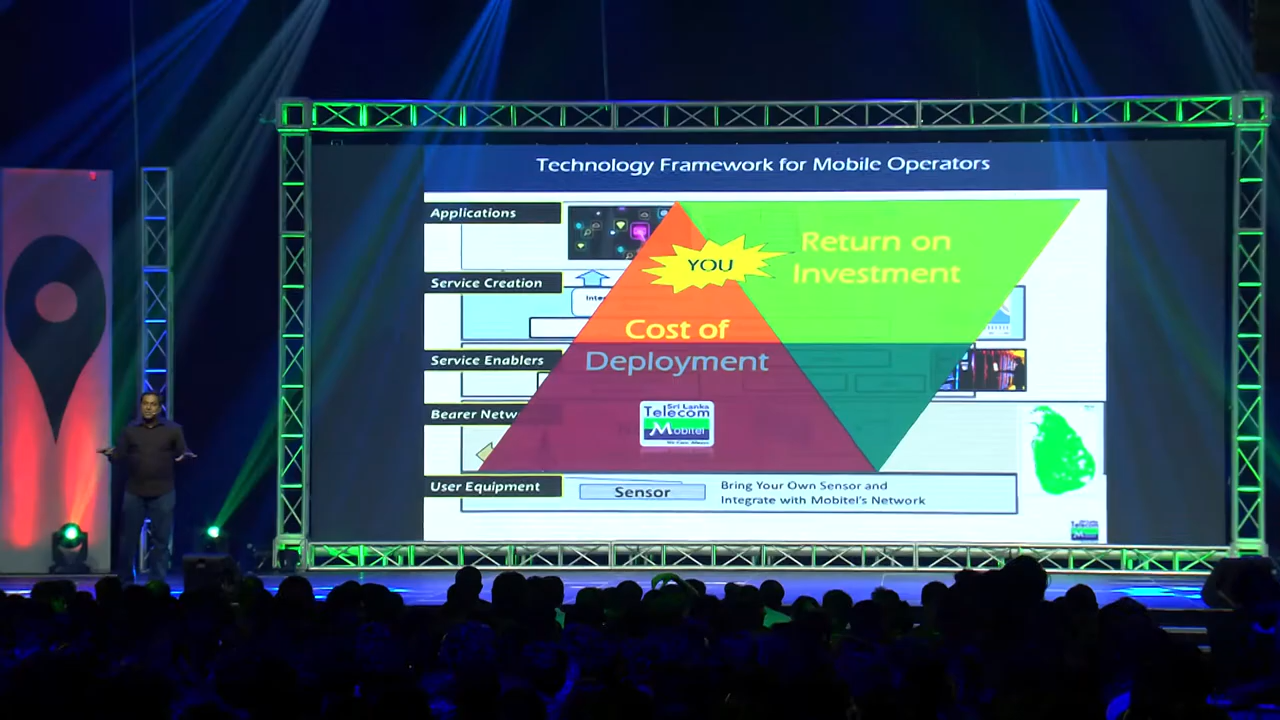 Technology Framework for Mobile Operators
Applications
YOU
Return on
Investment
Service Creation
Cost of
Deployment
Service Enablers
Bearer Netw
Sri Lanka
Telecom
Mobitel
User Equipment
Sensor
Bring Your Own Sensor and
Integrate with Mobitel's Network
Telecom